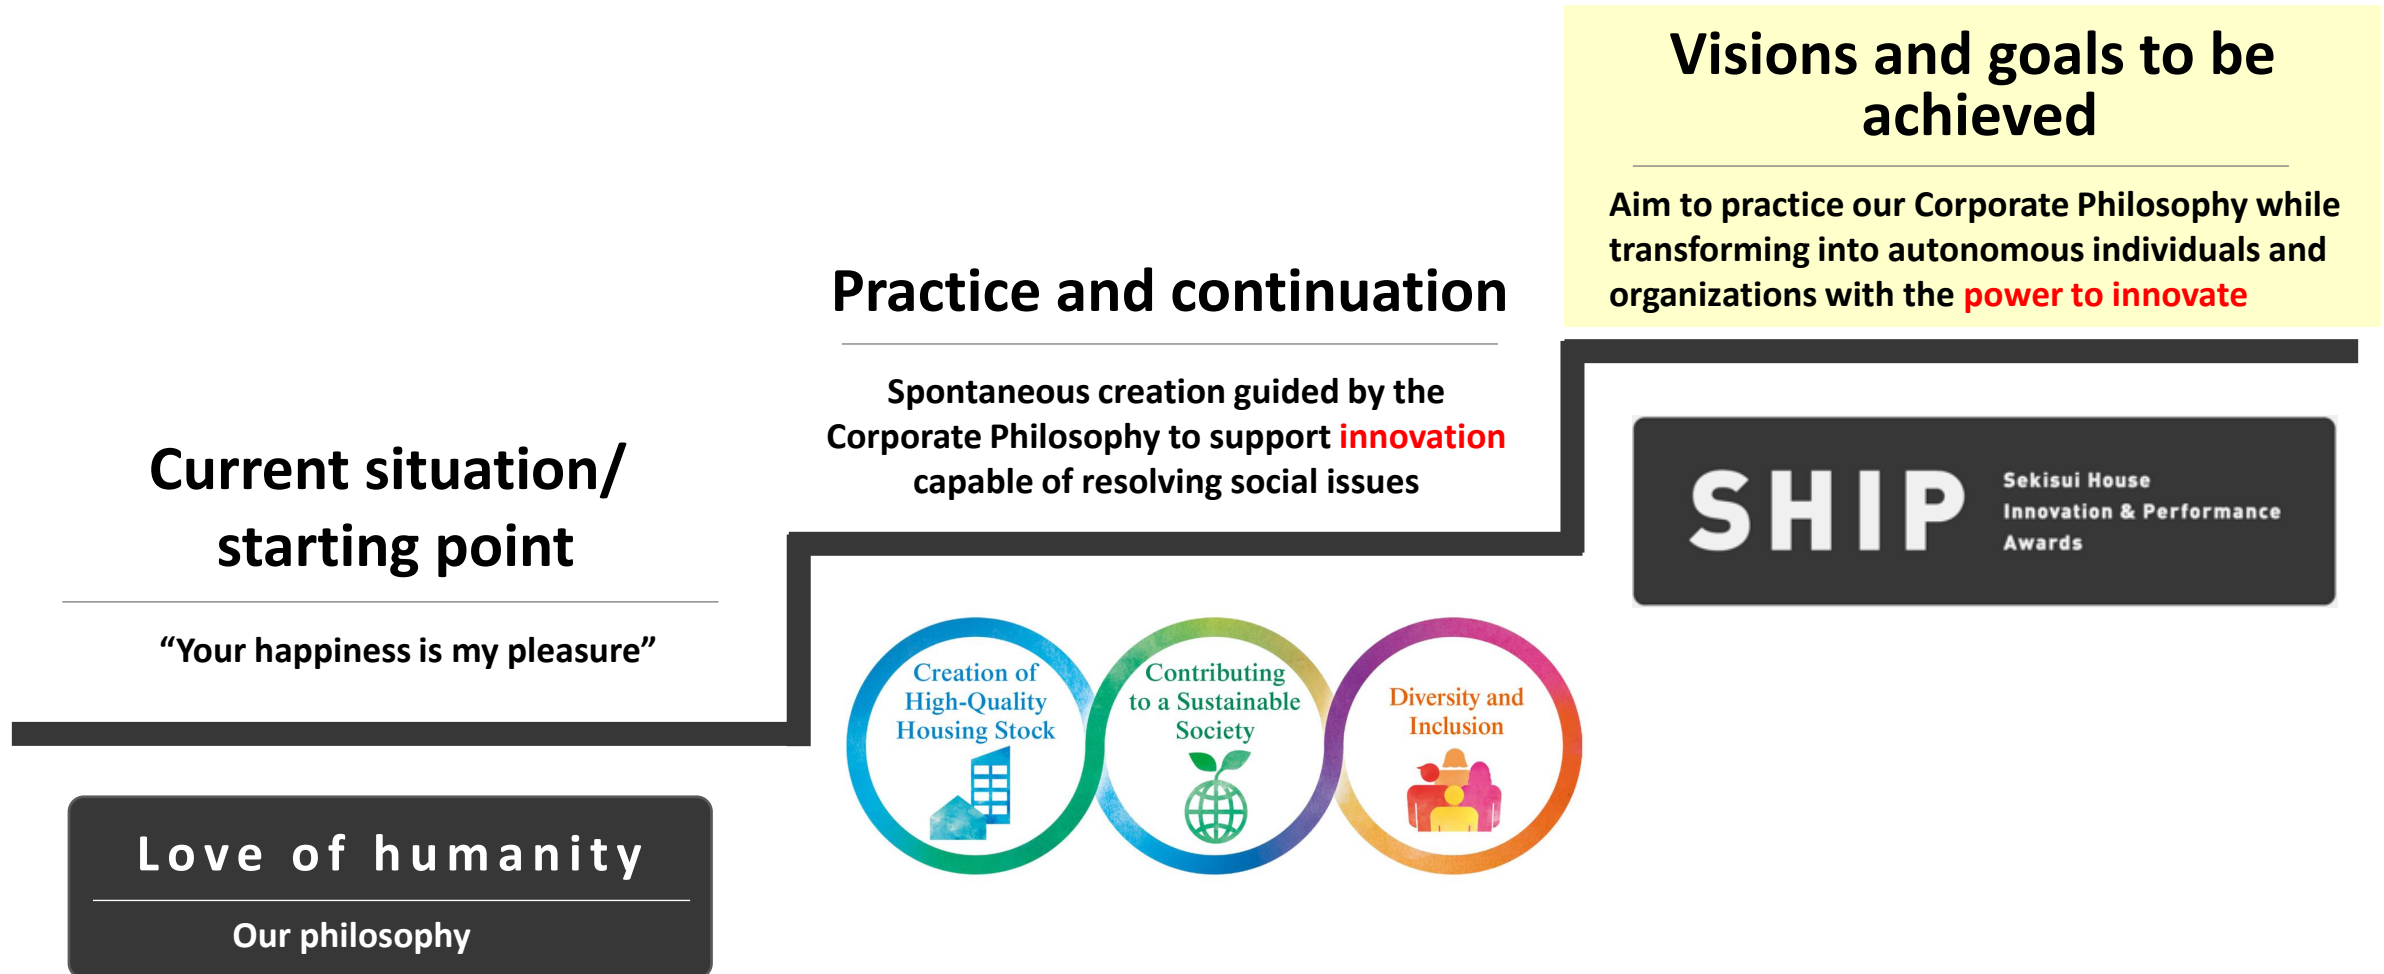 Visions and goals to be
achieved
Aim to practice our Corporate Philosophy while
transforming into autonomous individuals and
organizations with the power to innovate
Practice and continuation
Spontaneous creation guided by the
Corporate Philosophy to support innovation
capable of resolving social issues
Current situation/
starting point
“Your happiness is my pleasure”
SHIP
Sekisui House
Innovation & Performance
Awards
Creation of
High-Quality
Housing Stock
Contributing
to a Sustainable
Society
Diversity and
Inclusion
Love of humanity
Our philosophy